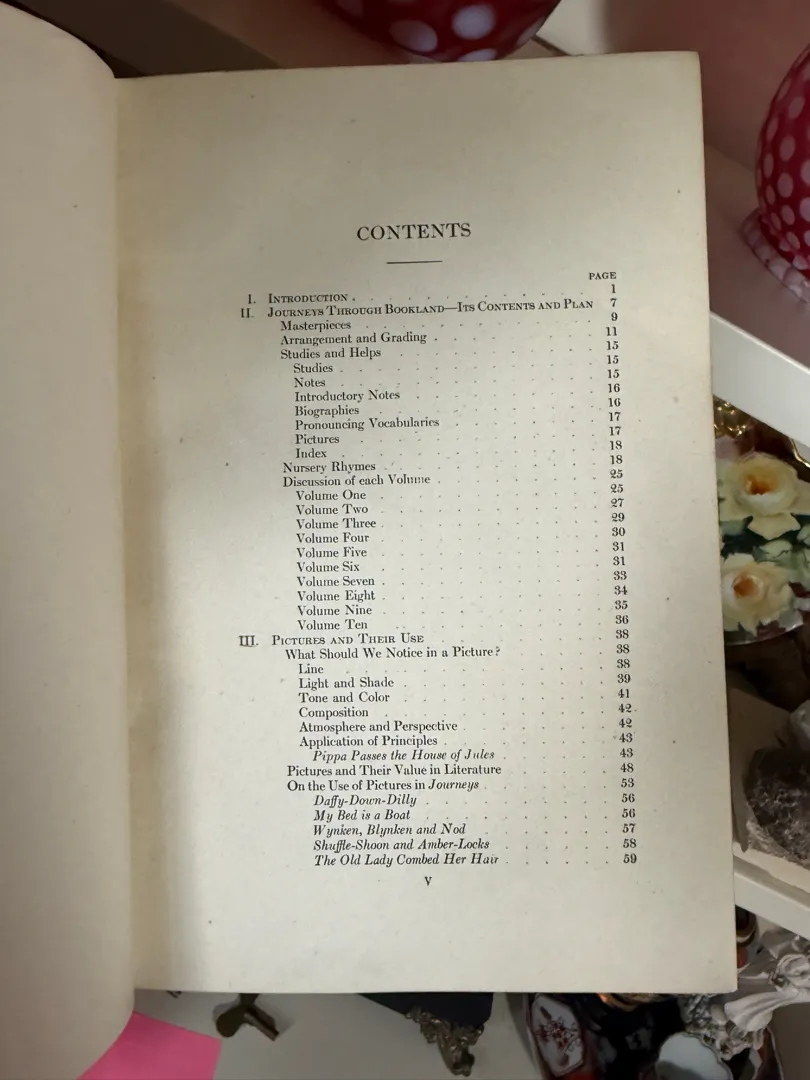 CONTENTS
PAGE
I. INTRODUCTION . . . . . . . . . . 1
II. JOURNEYS THROUGH BOOKLAND—ITS CONTENTS AND PLAN 7
Masterpieces . . . . . . . . . . 9
Arrangement and Grading . . . . . . . . 11
Studies and Helps . . . . . . . . . 15
Studies . . . . . . . . . . 15
Notes . . . . . . . . . . 15
Introductory Notes . . . . . . . . 16
Biographies . . . . . . . . . 16
Pronouncing Vocabularies . . . . . . . 17
Pictures . . . . . . . . . . 17
Index . . . . . . . . . . 18
Nursery Rhymes . . . . . . . . . 18
Discussion of each Volume . . . . . . . . 25
Volume One . . . . . . . . . 25
Volume Two . . . . . . . . . 27
Volume Three . . . . . . . . . 29
Volume Four . . . . . . . . . 30
Volume Five . . . . . . . . . 31
Volume Six . . . . . . . . . 31
Volume Seven . . . . . . . . . 33
Volume Eight . . . . . . . . . 34
Volume Nine . . . . . . . . . 35
Volume Ten . . . . . . . . . 36
III. PICTURES AND THEIR USE . . . . . . . 38
What Should We Notice in a Picture? . . . . . 38
Line . . . . . . . . . . 38
Light and Shade . . . . . . . . 39
Tone and Color . . . . . . . . 41
Composition . . . . . . . . . 42
Atmosphere and Perspective . . . . . . 42
Application of Principles . . . . . . . 43
Pippa Passes the House of Jules . . . . . 43
Pictures and Their Value in Literature . . . . . 48
On the Use of Pictures in Journeys . . . . . . 53
Daffy-Down-Dilly . . . . . . . . 56
My Bed is a Boat . . . . . . . . 56
Wynken, Blynken and Nod . . . . . . 57
Shuffle-Shoon and Amber-Locks . . . . . 58
The Old Lady Combed Her Hair . . . . . 59
V